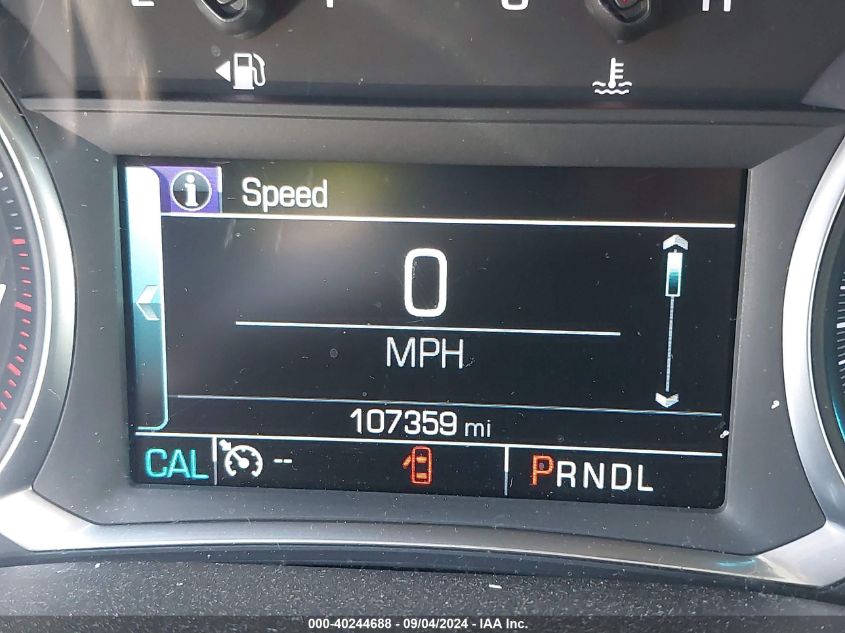 Speed
0
MPH
107359 mi
CAL -- PRNDL
000-40244688 - 09/04/2024 - IAA Inc.